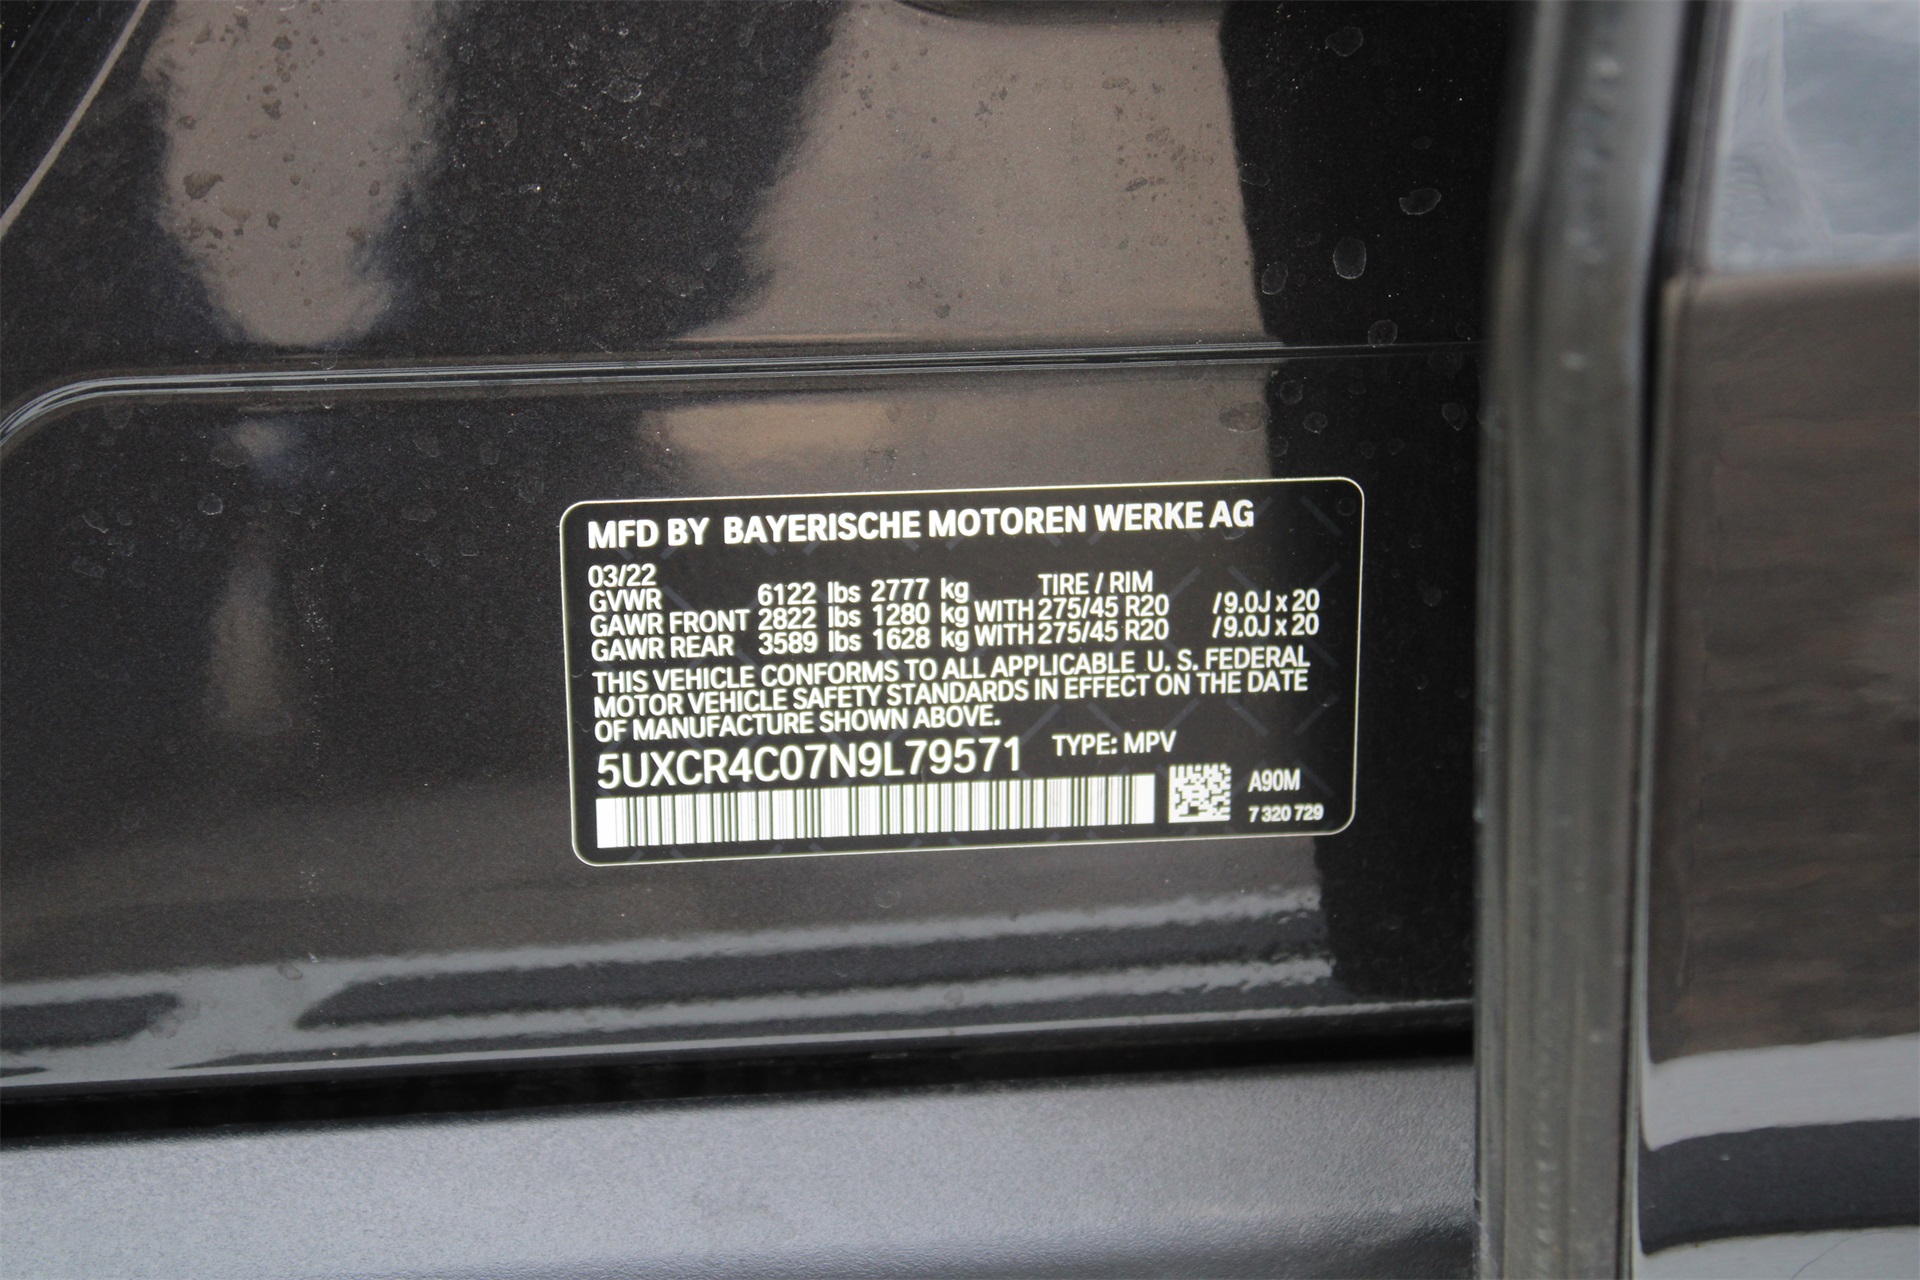 MFD BY BAYERISCHE MOTOREN WERKE AG
03/22
GVWR 6122 lbs 2777 kg TIRE / RIM
GAWR FRONT 2822 lbs 1280 kg WITH 275/45 R20 / 9.0J x 20
GAWR REAR 3589 lbs 1628 kg WITH 275/45 R20 / 9.0J x 20
THIS VEHICLE CONFORMS TO ALL APPLICABLE U. S. FEDERAL
MOTOR VEHICLE SAFETY STANDARDS IN EFFECT ON THE DATE
OF MANUFACTURE SHOWN ABOVE.
5UXCR4C07N9L79571 TYPE: MPV
A90M
7 320 729